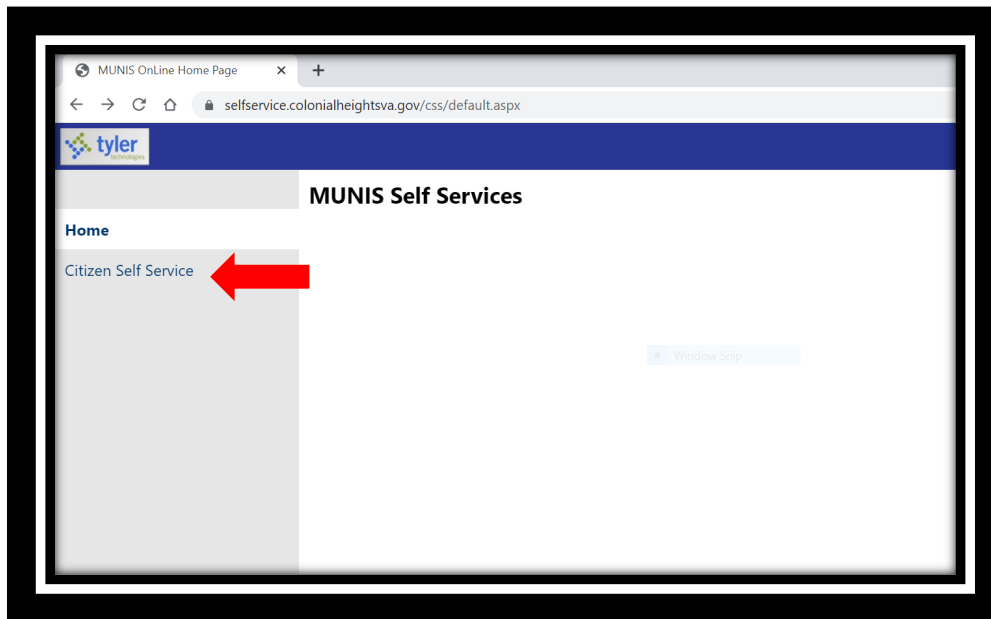 MUNIS OnLine Home Page
selfservice.colonialheightsva.gov/css/default.aspx
tyler
technologies
MUNIS Self Services
Home
Citizen Self Service
Window Snip